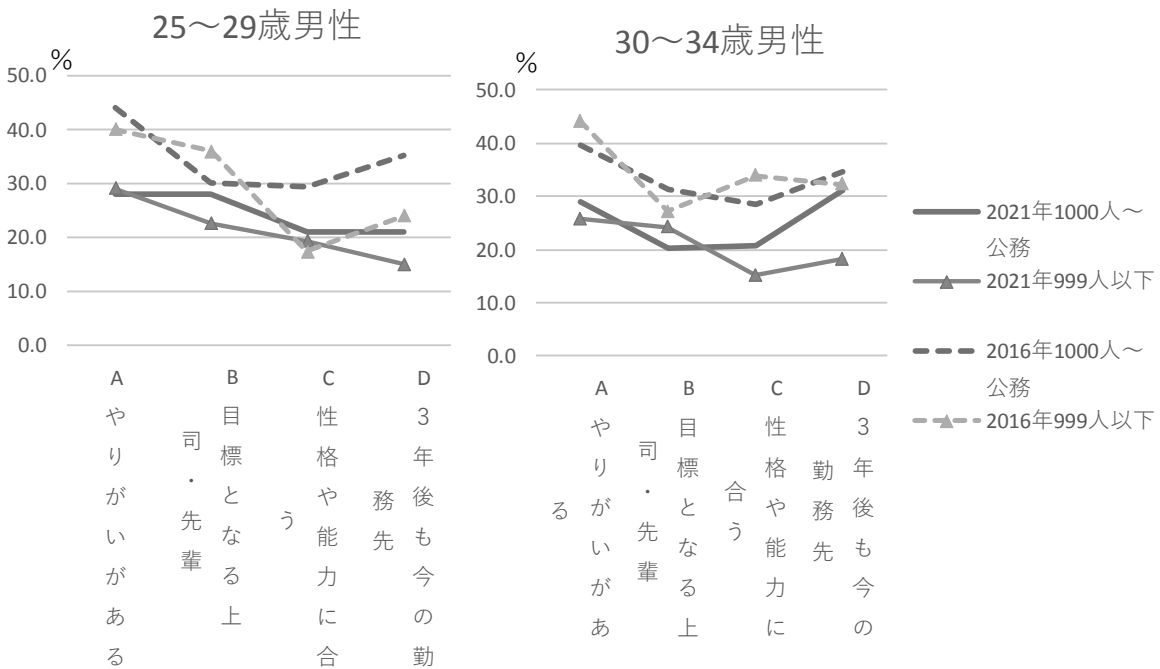 25～29歳男性
%
50.0
40.0
30.0
20.0
10.0
0.0
A やりがいがある
B 目標となる上
司・先輩
C 性格や能力に合
う
D ３年後も今の勤
務先
30～34歳男性
%
50.0
40.0
30.0
20.0
10.0
0.0
A やりがいがあ
る
B 目標となる上
司・先輩
C 性格や能力に
合う
D ３年後も今の
勤務先
2021年1000人～
公務
2021年999人以下
2016年1000人～
公務
2016年999人以下